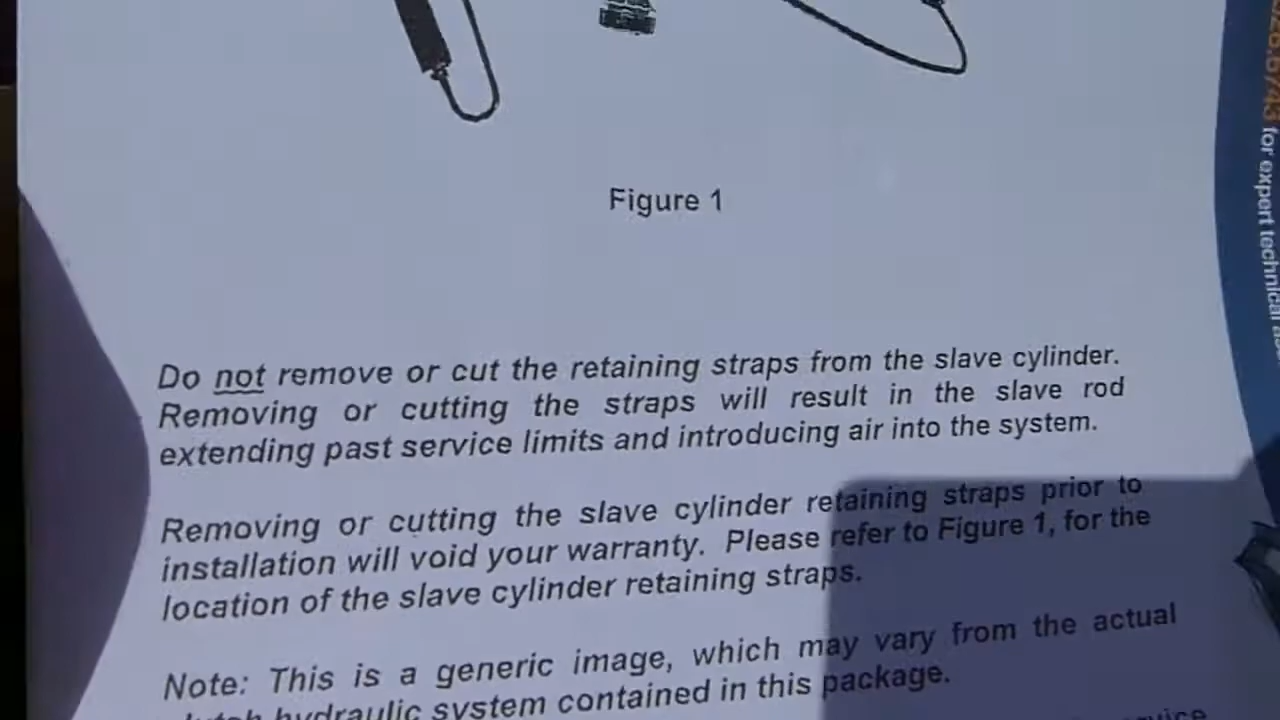 Figure 1
Do not remove or cut the retaining straps from the slave cylinder.
Removing or cutting the straps will result in the slave rod
extending past service limits and introducing air into the system.
Removing or cutting the slave cylinder retaining straps prior to
installation will void your warranty. Please refer to Figure 1, for the
location of the slave cylinder retaining straps.
Note: This is a generic image, which may vary from the actual
hydraulic system contained in this package.
for expert technical